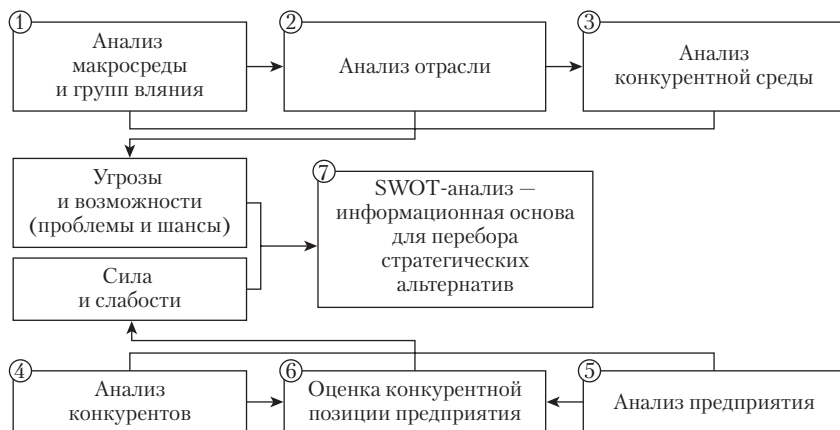 1
Анализ
макросреды
и групп вляния
2
Анализ отрасли
3
Анализ
конкурентной среды
Угрозы
и возможности
(проблемы и шансы)
7
SWOT-анализ —
информационная основа
для перебора
стратегических
альтернатив
Сила
и слабости
4
Анализ
конкурентов
6
Оценка конкурентной
позиции предприятия
5
Анализ предприятия